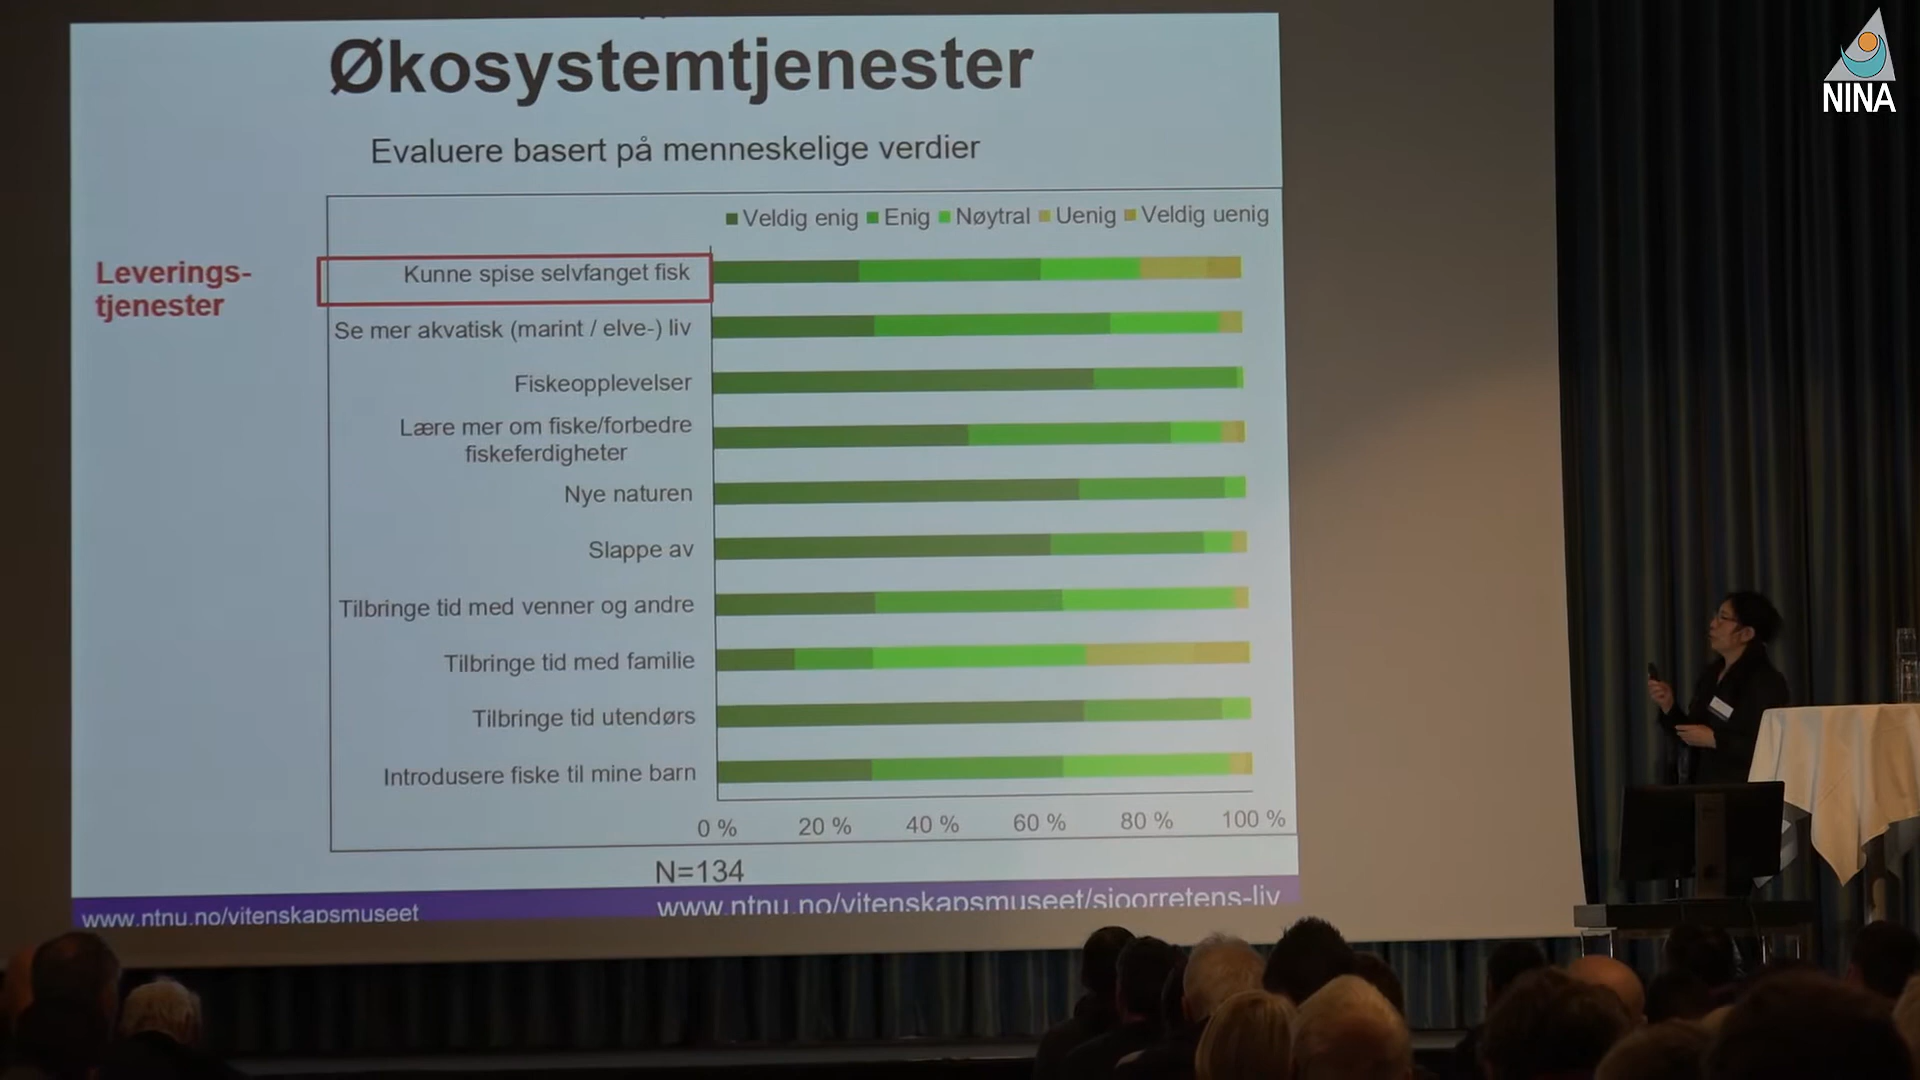 NINA
Økosystemtjenester
Evaluere basert på menneskelige verdier
Veldig enig Enig Nøytral Uenig Veldig uenig
Leverings-
tjenester
Kunne spise selvfanget fisk
Se mer akvatisk (marint / elve-) liv
Fiskeopplevelser
Lære mer om fiske/forbedre
fiskeferdigheter
Nye naturen
Slappe av
Tilbringe tid med venner og andre
Tilbringe tid med familie
Tilbringe tid utendørs
Introdusere fiske til mine barn
0 % 20 % 40 % 60 % 80 % 100 %
N=134
www.ntnu.no/vitenskapsmuseet
www.ntnu.no/vitenskapsmuseet/sjoorretens-liv